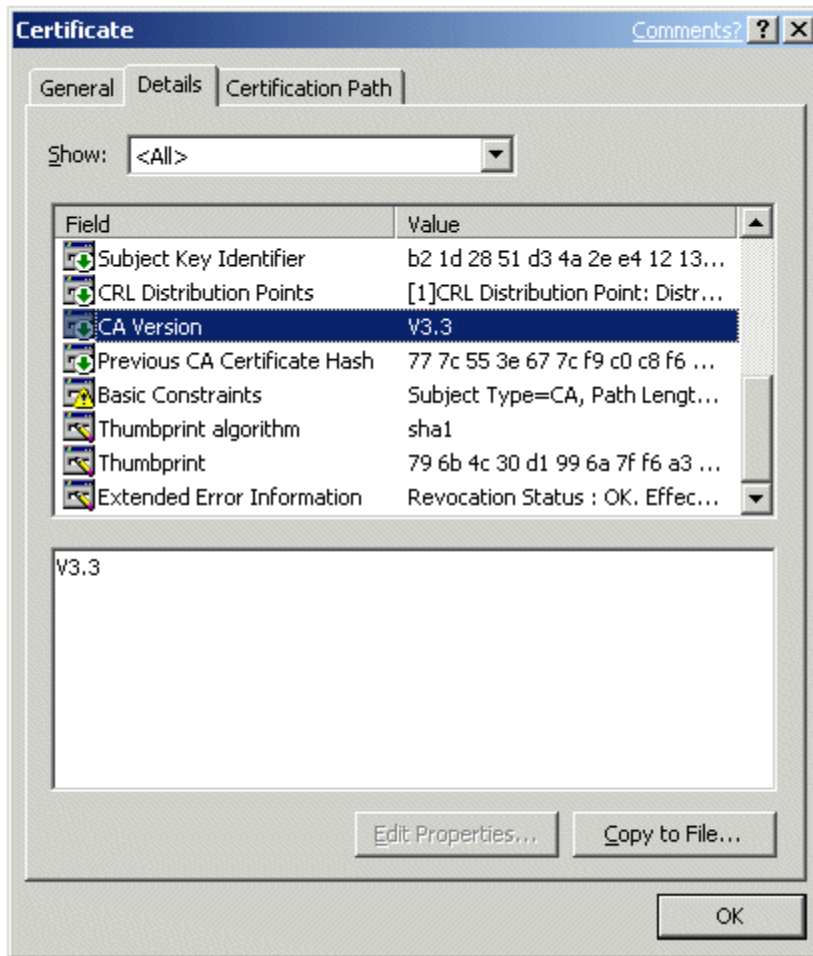 Certificate Comments?
General Details Certification Path
Show: <All>
Field Value
Subject Key Identifier b2 1d 28 51 d3 4a 2e e4 12 13...
CRL Distribution Points [1]CRL Distribution Point: Distr...
CA Version V3.3
Previous CA Certificate Hash 77 7c 55 3e 67 7c f9 c0 c8 f6 ...
Basic Constraints Subject Type=CA, Path Lengt...
Thumbprint algorithm sha1
Thumbprint 79 6b 4c 30 d1 99 6a 7f f6 a3 ...
Extended Error Information Revocation Status : OK. Effec...
V3.3
Edit Properties... Copy to File...
OK